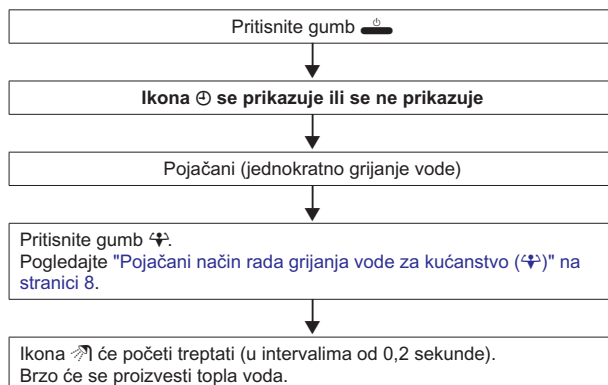 Pritisnite gumb
Ikona se prikazuje ili se ne prikazuje
Pojačani (jednokratno grijanje vode)
Pritisnite gumb .
Pogledajte "Pojačani način rada grijanja vode za kućanstvo ()" na
stranici 8.
Ikona će početi treptati (u intervalima od 0,2 sekunde).
Brzo će se proizvesti topla voda.